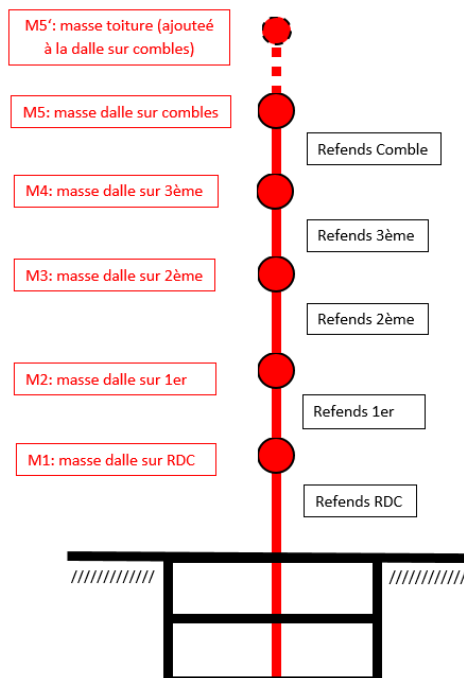 M5‘: masse toiture (ajouteé
à la dalle sur combles)
M5: masse dalle sur combles
Refends Comble
M4: masse dalle sur 3ème
Refends 3ème
M3: masse dalle sur 2ème
Refends 2ème
M2: masse dalle sur 1er
Refends 1er
M1: masse dalle sur RDC
Refends RDC